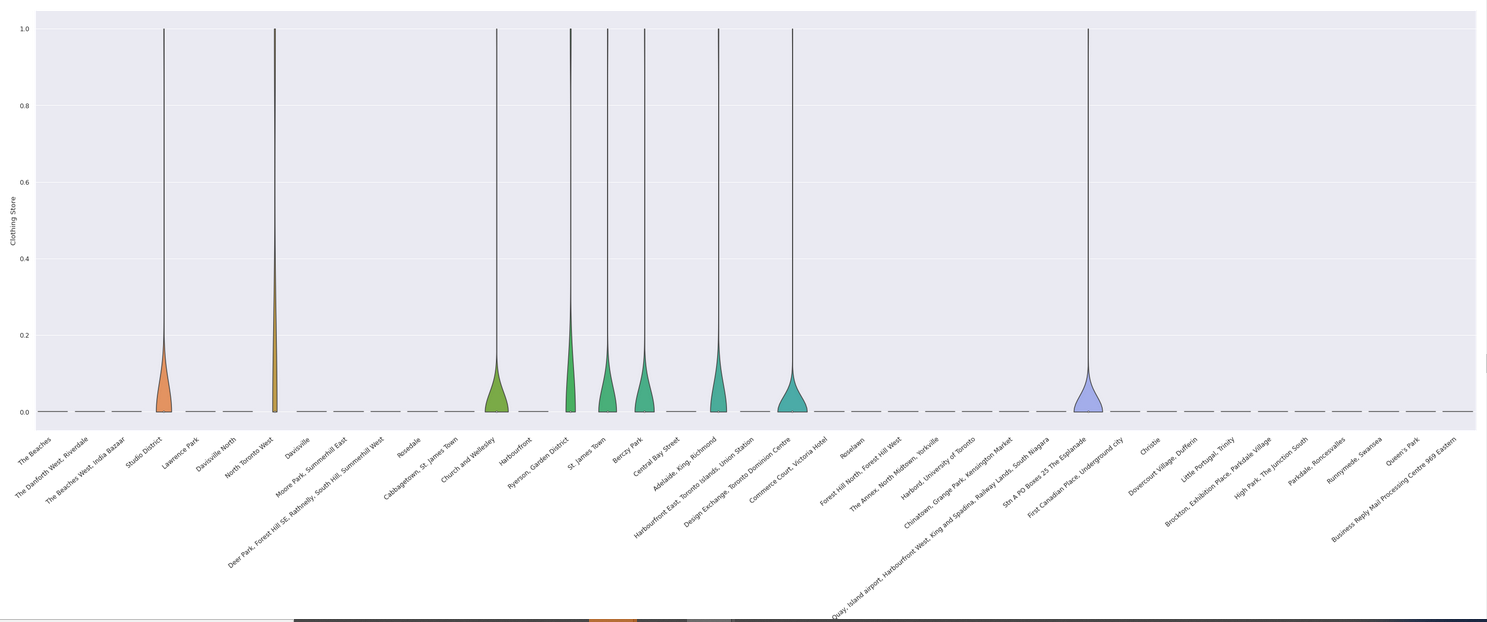 1.0
0.8
0.6
0.4
0.2
0.0
Clothing Store
The Beaches
The Danforth West, Riverdale
The Beaches West, India Bazaar
Studio District
Lawrence Park
Davisville North
North Toronto West
Davisville
Moore Park, Summerhill East
Deer Park, Forest Hill SE, Rathnelly, South Hill, Summerhill West
Rosedale
Cabbagetown, St. James Town
Church and Wellesley
Harbourfront
Ryerson, Garden District
St. James Town
Berczy Park
Central Bay Street
Adelaide, King, Richmond
Harbourfront East, Toronto Islands, Union Station
Design Exchange, Toronto Dominion Centre
Commerce Court, Victoria Hotel
Roselawn
Forest Hill North, Forest Hill West
The Annex, North Midtown, Yorkville
Harbord, University of Toronto
Chinatown, Grange Park, Kensington Market
Quay, Island airport, Harbourfront West, King and Spadina, Railway Lands, South Niagara
Stn A PO Boxes 25 The Esplanade
First Canadian Place, Underground city
Christie
Dovercourt Village, Dufferin
Little Portugal, Trinity
Brockton, Exhibition Place, Parkdale Village
High Park, The Junction South
Parkdale, Roncesvalles
Runnymede, Swansea
Queen's Park
Business Reply Mail Processing Centre 969 Eastern